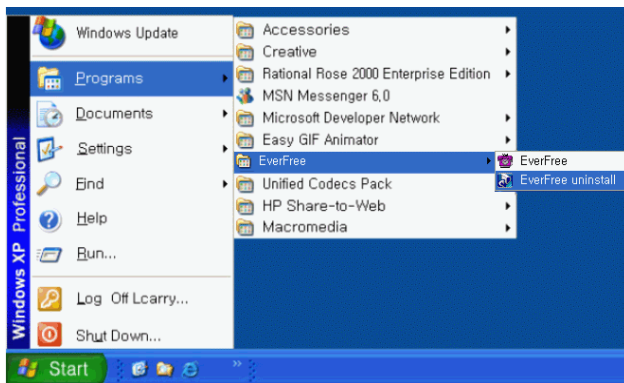 Windows XP Professional
Windows Update
Programs
Documents
Settings
Find
Help
Run...
Log Off Lcarry...
Shut Down...
Accessories
Creative
Rational Rose 2000 Enterprise Edition
MSN Messenger 6,0
Microsoft Developer Network
Easy GIF Animator
EverFree
Unified Codecs Pack
HP Share-to-Web
Macromedia
EverFree
EverFree uninstall
Start